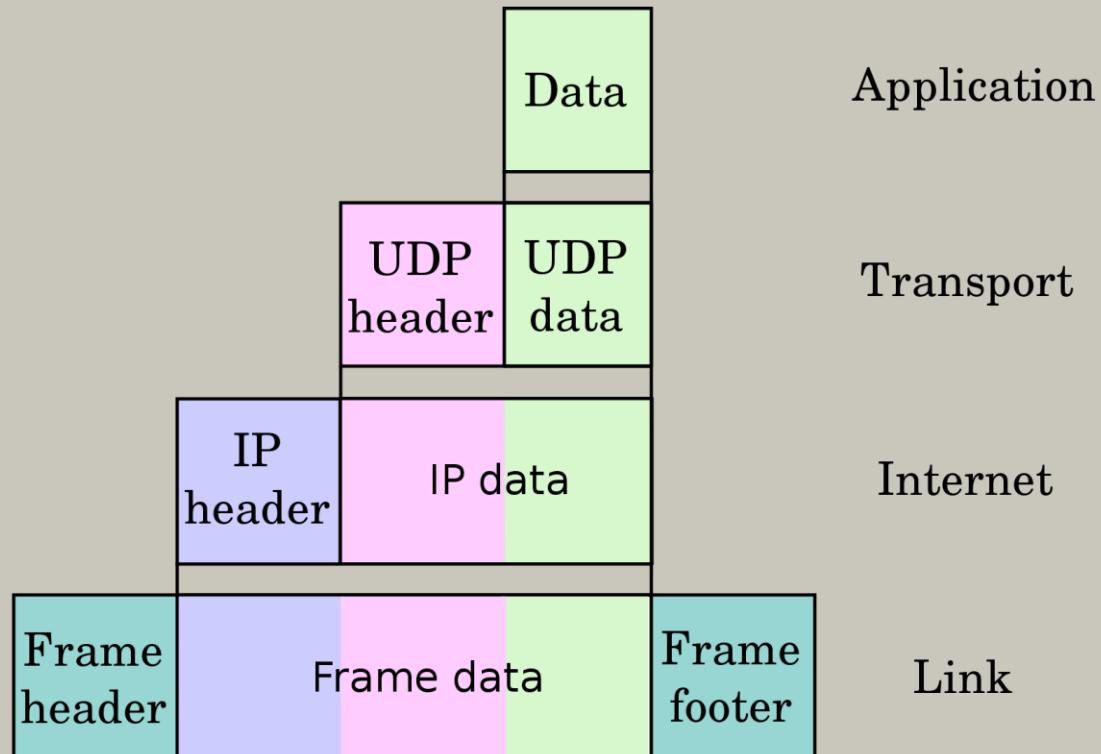 Data
Application
UDP
header
UDP
data
Transport
IP
header
IP data
Internet
Frame
header
Frame data
Frame
footer
Link